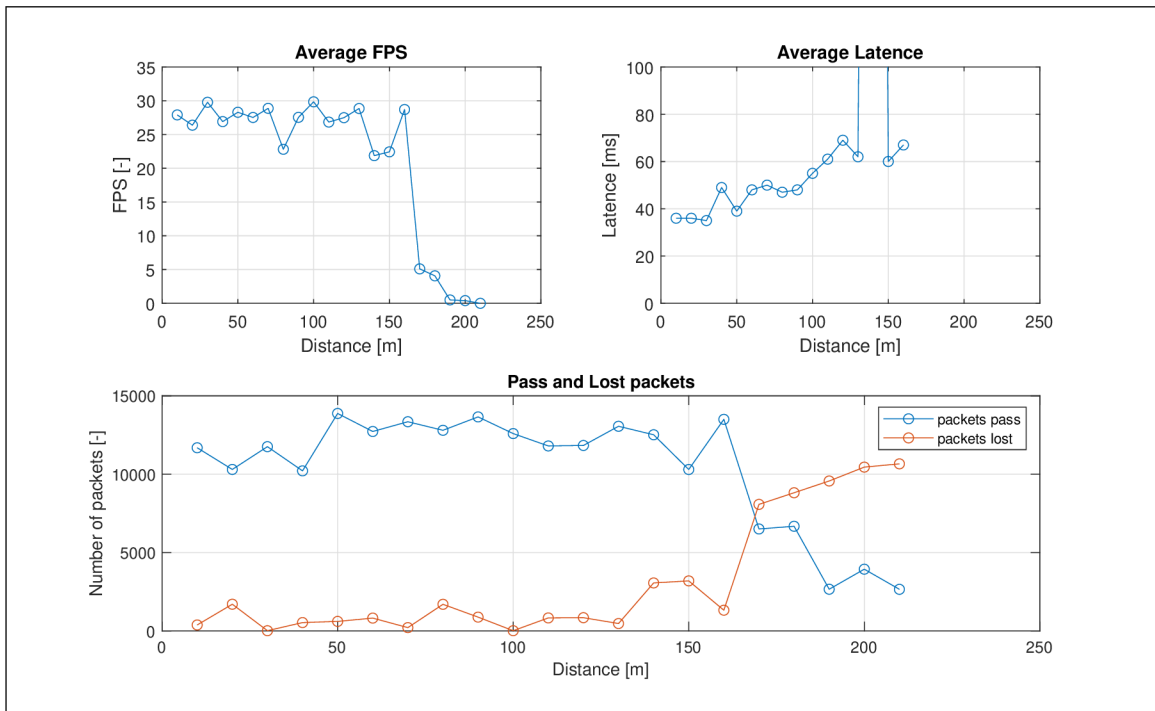 Average FPS
35
30
25
20
15
10
5
0
FPS [-]
0 50 100 150 200 250
Distance [m]
Average Latence
100
80
60
40
20
0
Latence [ms]
0 50 100 150 200 250
Distance [m]
Pass and Lost packets
15000
10000
5000
0
Number of packets [-]
packets pass
packets lost
0 50 100 150 200 250
Distance [m]